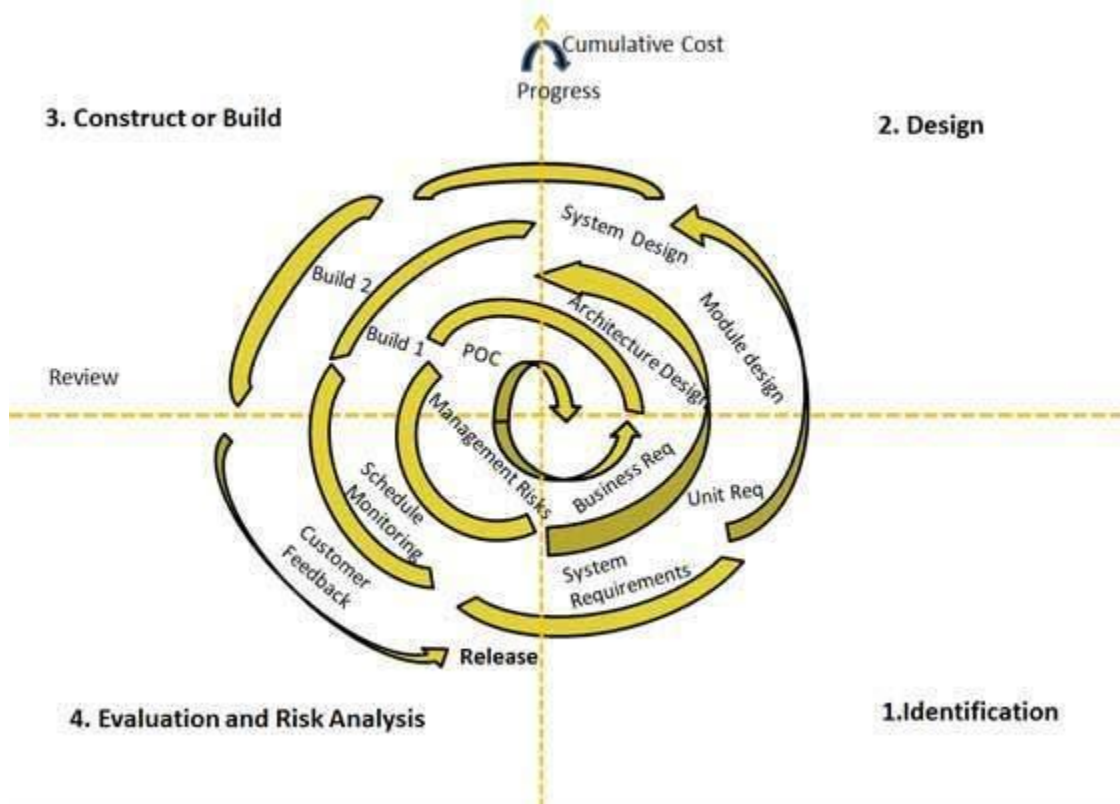 Cumulative Cost
Progress
3. Construct or Build
2. Design
System Design
Module design
Build 2
Architecture Design
Build 1
POC
Review
Management Risks
Business Req
Unit Req
Schedule
Monitoring
System
Requirements
Customer
Feedback
Release
4. Evaluation and Risk Analysis
1.Identification